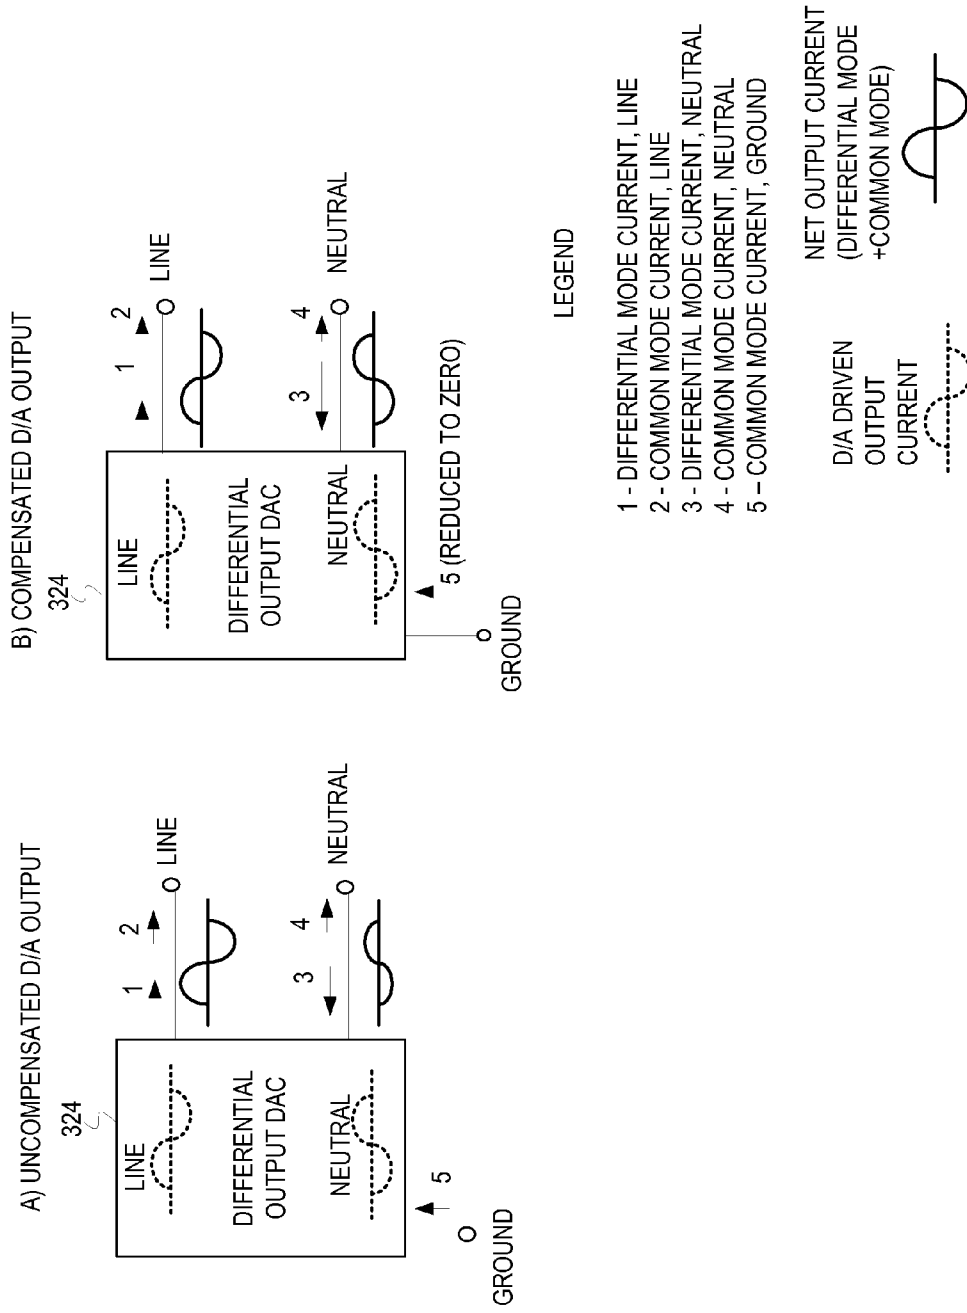 A) UNCOMPENSATED D/A OUTPUT
324
LINE
DIFFERENTIAL
OUTPUT DAC
NEUTRAL
1
2
LINE
3
4
NEUTRAL
5
GROUND
B) COMPENSATED D/A OUTPUT
324
LINE
DIFFERENTIAL
OUTPUT DAC
NEUTRAL
1
2
LINE
3
4
NEUTRAL
5 (REDUCED TO ZERO)
GROUND
LEGEND
1 - DIFFERENTIAL MODE CURRENT, LINE
2 - COMMON MODE CURRENT, LINE
3 - DIFFERENTIAL MODE CURRENT, NEUTRAL
4 - COMMON MODE CURRENT, NEUTRAL
5 – COMMON MODE CURRENT, GROUND
D/A DRIVEN
OUTPUT
CURRENT
NET OUTPUT CURRENT
(DIFFERENTIAL MODE
+COMMON MODE)